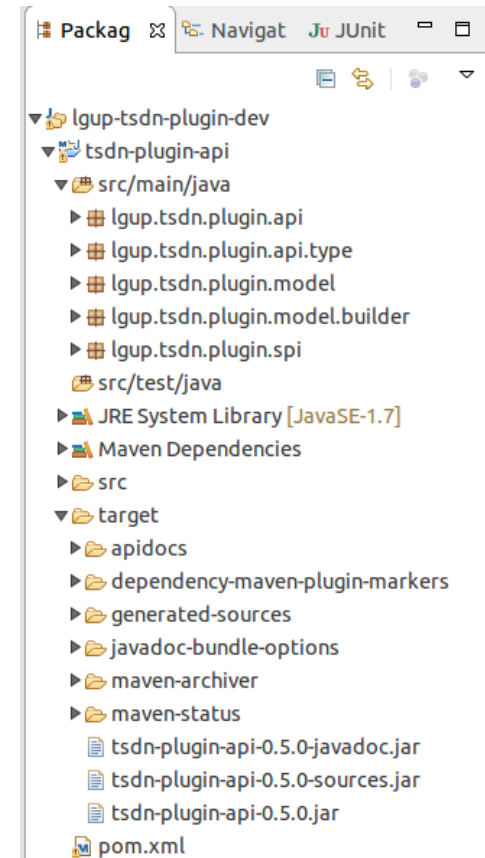 Packag Navigat Ju JUnit
lgup-tsdn-plugin-dev
tsdn-plugin-api
src/main/java
lgup.tsdn.plugin.api
lgup.tsdn.plugin.api.type
lgup.tsdn.plugin.model
lgup.tsdn.plugin.model.builder
lgup.tsdn.plugin.spi
src/test/java
JRE System Library [JavaSE-1.7]
Maven Dependencies
src
target
apidocs
dependency-maven-plugin-markers
generated-sources
javadoc-bundle-options
maven-archiver
maven-status
tsdn-plugin-api-0.5.0-javadoc.jar
tsdn-plugin-api-0.5.0-sources.jar
tsdn-plugin-api-0.5.0.jar
pom.xml